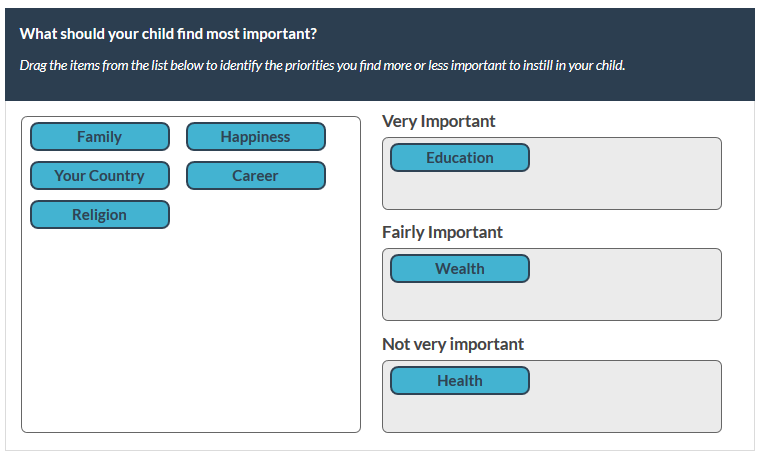 What should your child find most important?
Drag the items from the list below to identify the priorities you find more or less important to instill in your child.
Family
Happiness
Your Country
Career
Religion
Very Important
Education
Fairly Important
Wealth
Not very important
Health